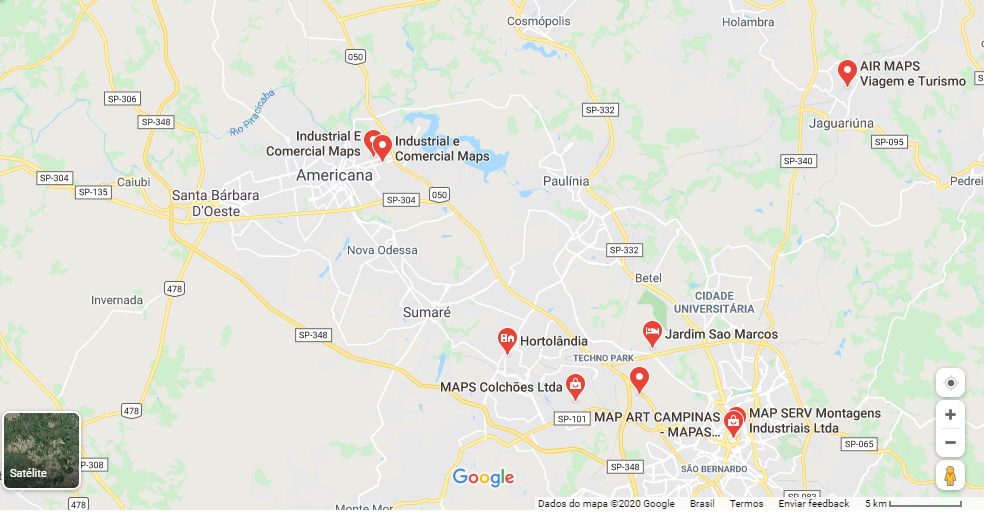 Cosmópolis
Holambra
050
AIR MAPS
Viagem e Turismo
SP-306
Rio Piracicaba
SP-332
SP-348
Jaguariúna
Industrial E
Comercial Maps
Industrial e
Comercial Maps
SP-095
SP-340
Americana
SP-304
Caiubi
SP-135
Paulínia
Pedrei
Santa Bárbara
D'Oeste
050
SP-304
Nova Odessa
SP-332
Betel
478
Invernada
CIDADE
UNIVERSITÁRIA
Sumaré
SP-348
Jardim Sao Marcos
Hortolândia
TECHNO PARK
MAPS Colchões Ltda
478
SP-101
MAP ART CAMPINAS
- MAPAS...
MAP SERV Montagens
Industriais Ltda
SP-065
Satélite
P-308
SP-348
SÃO BERNARDO
Google
478
Monte Mor
Dados do mapa ©2020 Google
Brasil
Termos
Enviar feedback
5 km